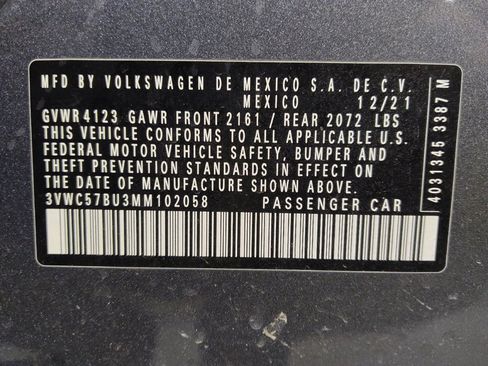 MFD BY VOLKSWAGEN DE MEXICO S.A. DE C.V.
MEXICO 12/21
GVWR 4123 GAWR FRONT 2161 / REAR 2072 LBS
THIS VEHICLE CONFORMS TO ALL APPLICABLE U.S.
FEDERAL MOTOR VEHICLE SAFETY, BUMPER AND
THEFT PREVENTION STANDARDS IN EFFECT ON THE
DATE OF MANUFACTURE SHOWN ABOVE.
3VWC57BU3MM102058 PASSENGER CAR
4031345 3387 M